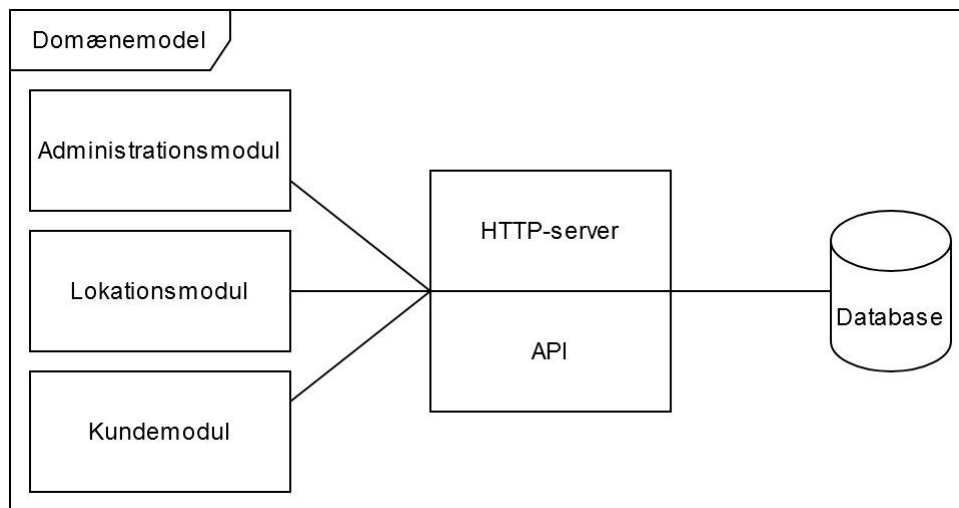 Domænemodel
Administrationsmodul
Lokationsmodul
Kundemodul
HTTP-server
API
Database